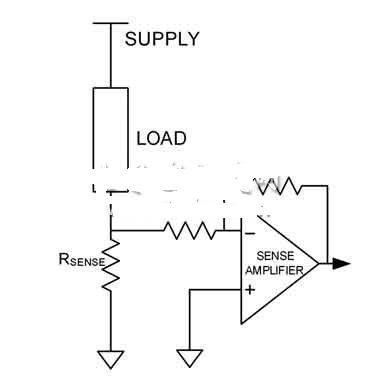 SUPPLY
LOAD
RSENSE
−
SENSE
AMPLIFIER
+